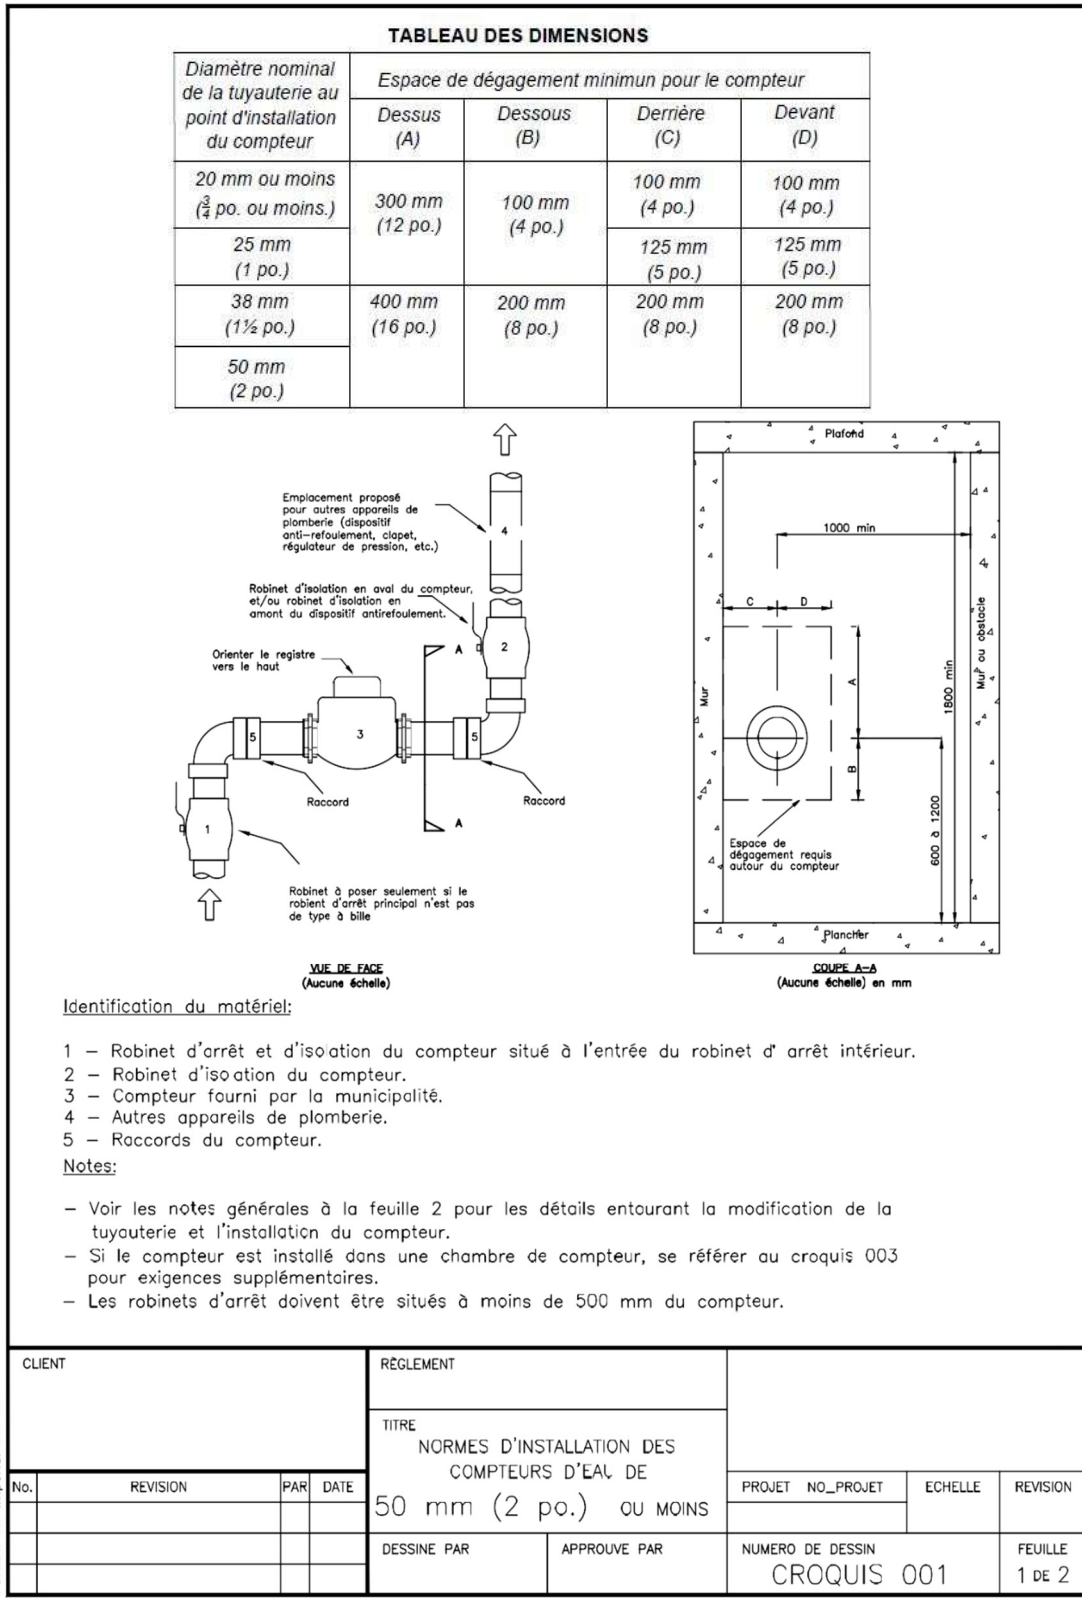 TABLEAU DES DIMENSIONS
Diamètre nominal
de la tuyauterie au
point d'installation
du compteur
Espace de dégagement minimun pour le compteur
Dessus
(A)
Dessous
(B)
Derrière
(C)
Devant
(D)
20 mm ou moins
(¾ po. ou moins.)
300 mm
(12 po.)
100 mm
(4 po.)
100 mm
(4 po.)
100 mm
(4 po.)
25 mm
(1 po.)
125 mm
(5 po.)
125 mm
(5 po.)
38 mm
(1½ po.)
400 mm
(16 po.)
200 mm
(8 po.)
200 mm
(8 po.)
200 mm
(8 po.)
50 mm
(2 po.)
Emplacement proposé
pour autres appareils de
plomberie (dispositif
anti-refoulement, clapet,
régulateur de pression, etc.)
4
Robinet d'isolation en aval du compteur,
et/ou robinet d'isolation en
amont du dispositif antirefoulement.
A
2
Orienter le registre
vers le haut
5
3
5
Raccord
Raccord
A
1
Robinet à poser seulement si le
robient d'arrêt principal n'est pas
de type à bille
VUE DE FACE
(Aucune échelle)
Plafond
1000 min
C
D
Mur
A
B
1800 min
Mur ou obstacle
600 à 1200
Espace de
dégagement requis
autour du compteur
Plancher
COUPE A-A
(Aucune échelle) en mm
Identification du matériel:
1 – Robinet d'arrêt et d'isolation du compteur situé à l'entrée du robinet d' arrêt intérieur.
2 – Robinet d'iso ation du compteur.
3 – Compteur fourni par la municipalité.
4 – Autres appareils de plomberie.
5 – Raccords du compteur.
Notes:
– Voir les notes générales à la feuille 2 pour les détails entourant la modification de la
tuyauterie et l'installation du compteur.
– Si le compteur est installé dans une chambre de compteur, se référer au croquis 003
pour exigences supplémentaires.
– Les robinets d'arrêt doivent être situés à moins de 500 mm du compteur.
CLIENT
RÈGLEMENT
TITRE
NORMES D'INSTALLATION DES
COMPTEURS D'EAU DE
50 mm (2 po.) OU MOINS
No.
REVISION
PAR
DATE
PROJET NO_PROJET
ECHELLE
REVISION
DESSINE PAR
APPROUVE PAR
NUMERO DE DESSIN
CROQUIS 001
FEUILLE
1 DE 2